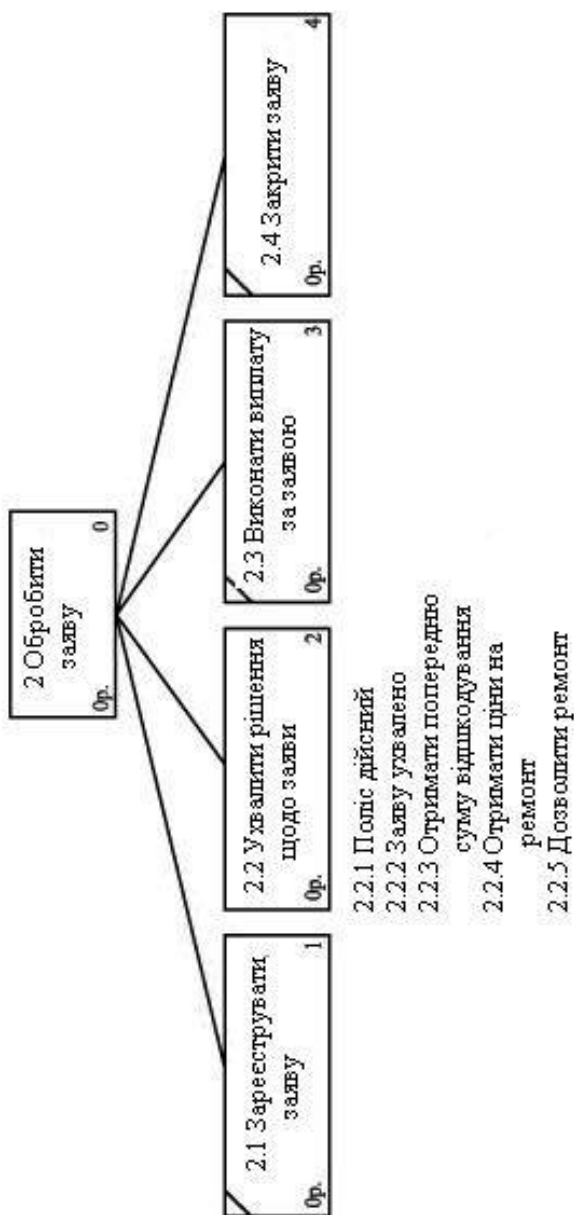 2 Обробити
заяву
0р.
0
2.1 Зареєструвати
заяву
0р.
1
2.2 Ухвалити рішення
щодо заяви
0р.
2
2.3 Виконати виплату
за заявою
0р.
3
2.4 Закрити заяву
0р.
4
2.2.1 Поліс дійсний
2.2.2 Заяву ухвалено
2.2.3 Отримати попередню
суму відшкодування
2.2.4 Отримати ціни на
ремонт
2.2.5 Дозволити ремонт